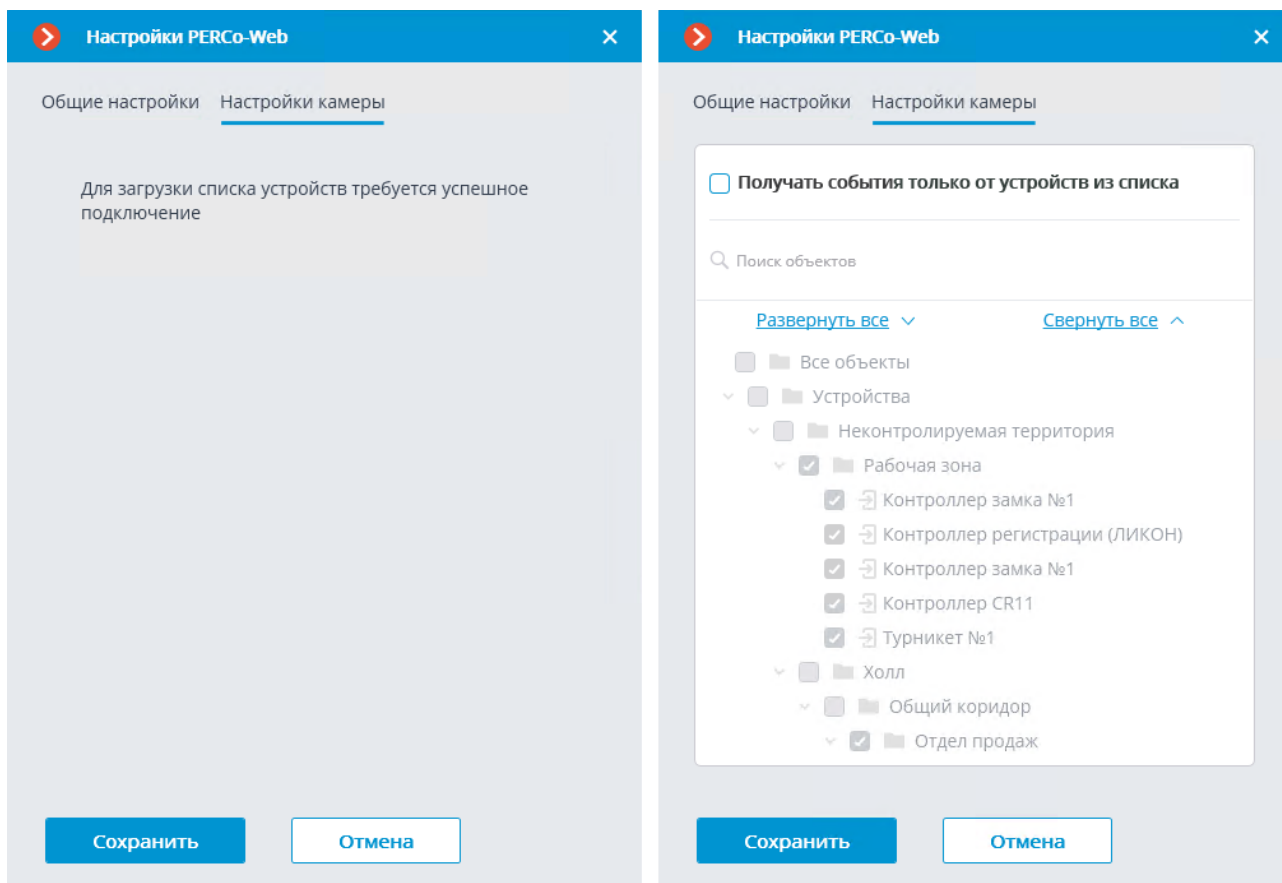 Настройки PERCo-Web
Общие настройки Настройки камеры
Для загрузки списка устройств требуется успешное
подключение
Сохранить Отмена
Настройки PERCo-Web
Общие настройки Настройки камеры
Получать события только от устройств из списка
Поиск объектов
Развернуть все Свернуть все
Все объекты
Устройства
Неконтролируемая территория
Рабочая зона
Контроллер замка №1
Контроллер регистрации (ЛИКОН)
Контроллер замка №1
Контроллер CR11
Турникет №1
Холл
Общий коридор
Отдел продаж
Сохранить Отмена